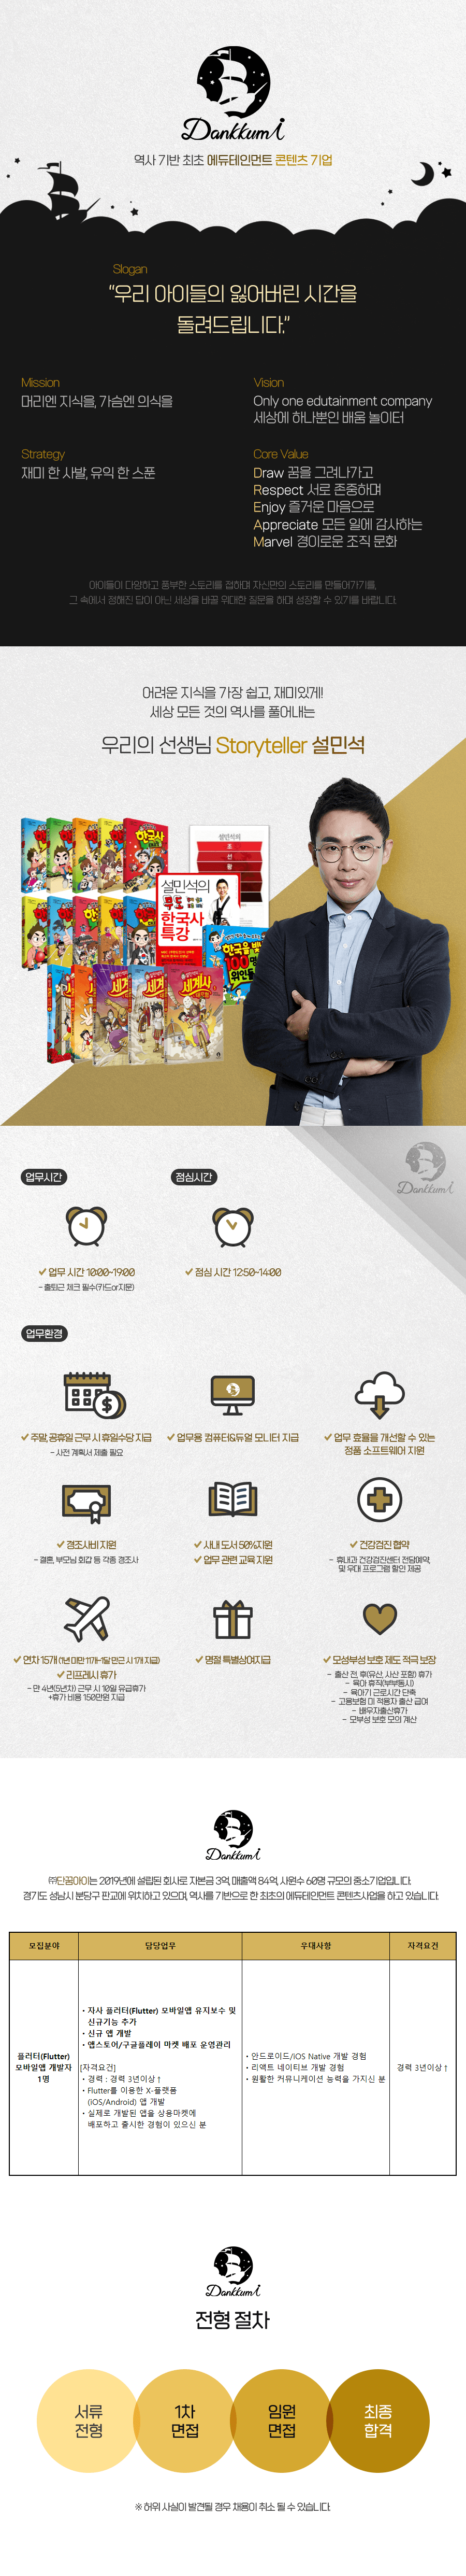 Dankkumi
역사 기반 최초 에듀테인먼트 콘텐츠 기업
Slogan
"우리 아이들의 잃어버린 시간을
돌려드립니다."
Mission
머리엔 지식을, 가슴엔 의식을
Vision
Only one edutainment company
세상에 하나뿐인 배움 놀이터
Strategy
재미 한 사발, 유익 한 스푼
Core Value
Draw 꿈을 그려나가고
Respect 서로 존중하며
Enjoy 즐거운 마음으로
Appreciate 모든 일에 감사하는
Marvel 경이로운 조직 문화
아이들이 다양하고 풍부한 스토리를 접하며 자신만의 스토리를 만들어가기를,
그 속에서 정해진 답이 아닌 세상을 바꿀 위대한 질문을 하며 성장할 수 있기를 바랍니다.
어려운 지식을 가장 쉽고, 재미있게!
세상 모든 것의 역사를 풀어내는
우리의 선생님 Storyteller 설민석
한국사
설민석의
조선왕
설민석의
무도
한국사
특강
한국을 빛
100명
위인들
세계사
Dankkumi
업무시간
점심시간
업무 시간 10:00~19:00
- 출퇴근 체크 필수(카드or지문)
점심 시간 12:50~14:00
업무환경
주말, 공휴일 근무 시 휴일수당 지급
- 사전 계획서 제출 필요
업무용 컴퓨터&듀얼 모니터 지급
업무 효율을 개선할 수 있는
정품 소프트웨어 지원
경조사비 지원
- 결혼, 부모님 회갑 등 각종 경조사
사내 도서 50%지원
업무 관련 교육 지원
건강검진 협약
- 휴내과 건강검진센터 전담예약,
및 우대 프로그램 할인 제공
연차 15개 (1년 미만 11개-1달 만근 시 1개 지급)
리프레시 휴가
- 만 4년(5년차) 근무 시 10일 유급휴가
+휴가 비용 150만원 지급
명절 특별상여지급
모성부성 보호 제도 적극 보장
- 출산 전, 후(유산, 사산 포함) 휴가
- 육아 휴직(부부동시)
- 육아기 근로시간 단축
- 고용보험 미 적용자 출산 급여
- 배우자출산휴가
- 모부성 보호 모의 계산
Dankkumi
㈜단꿈아이는 2019년에 설립된 회사로 자본금 3억, 매출액 84억, 사원수 60명 규모의 중소기업입니다.
경기도 성남시 분당구 판교에 위치하고 있으며, 역사를 기반으로 한 최초의 에듀테인먼트 콘텐츠사업을 하고 있습니다.
모집분야 담당업무 우대사항 자격요건
플러터(Flutter)
모바일앱 개발자
1명
• 자사 플러터(Flutter) 모바일앱 유지보수 및
신규기능 추가
• 신규 앱 개발
• 앱스토어/구글플레이 마켓 배포 운영관리
[자격요건]
• 경력 : 경력 3년이상↑
• Flutter를 이용한 X-플랫폼
(iOS/Android) 앱 개발
• 실제로 개발된 앱을 상용마켓에
배포하고 출시한 경험이 있으신 분
• 안드로이드/iOS Native 개발 경험
• 리액트 네이티브 개발 경험
• 원활한 커뮤니케이션 능력을 가지신 분
경력 3년이상↑
Dankkumi
전형 절차
서류
전형
1차
면접
임원
면접
최종
합격
※ 허위 사실이 발견될 경우 채용이 취소 될 수 있습니다.